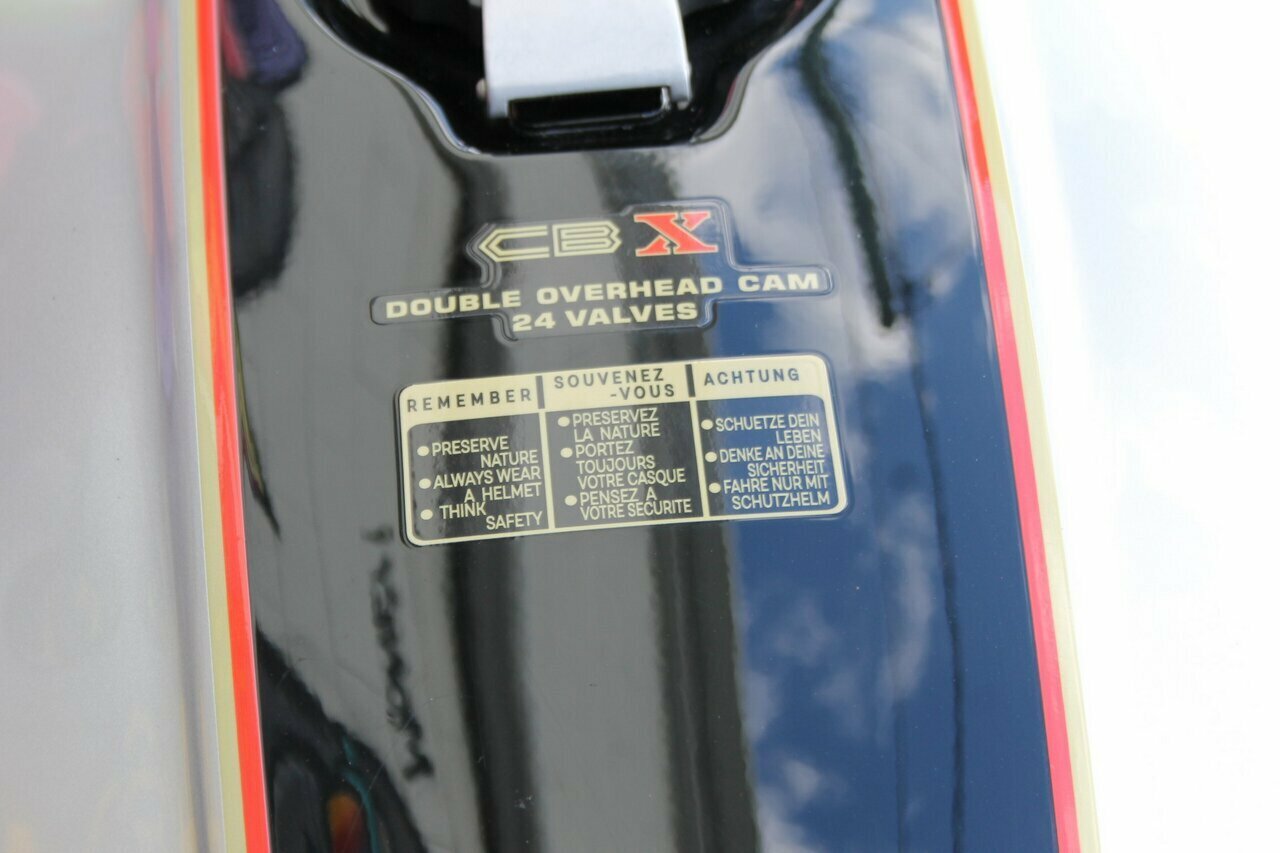 CBX
DOUBLE OVERHEAD CAM
24 VALVES
REMEMBER
● PRESERVE
NATURE
● ALWAYS WEAR
A HELMET
● THINK
SAFETY
SOUVENEZ
-VOUS
● PRESERVEZ
LA NATURE
● PORTEZ
TOUJOURS
VOTRE CASQUE
● PENSEZ A
VOTRE SECURITE
ACHTUNG
● SCHUETZE DEIN
LEBEN
● DENKE AN DEINE
SICHERHEIT
● FAHRE NUR MIT
SCHUTZHELM